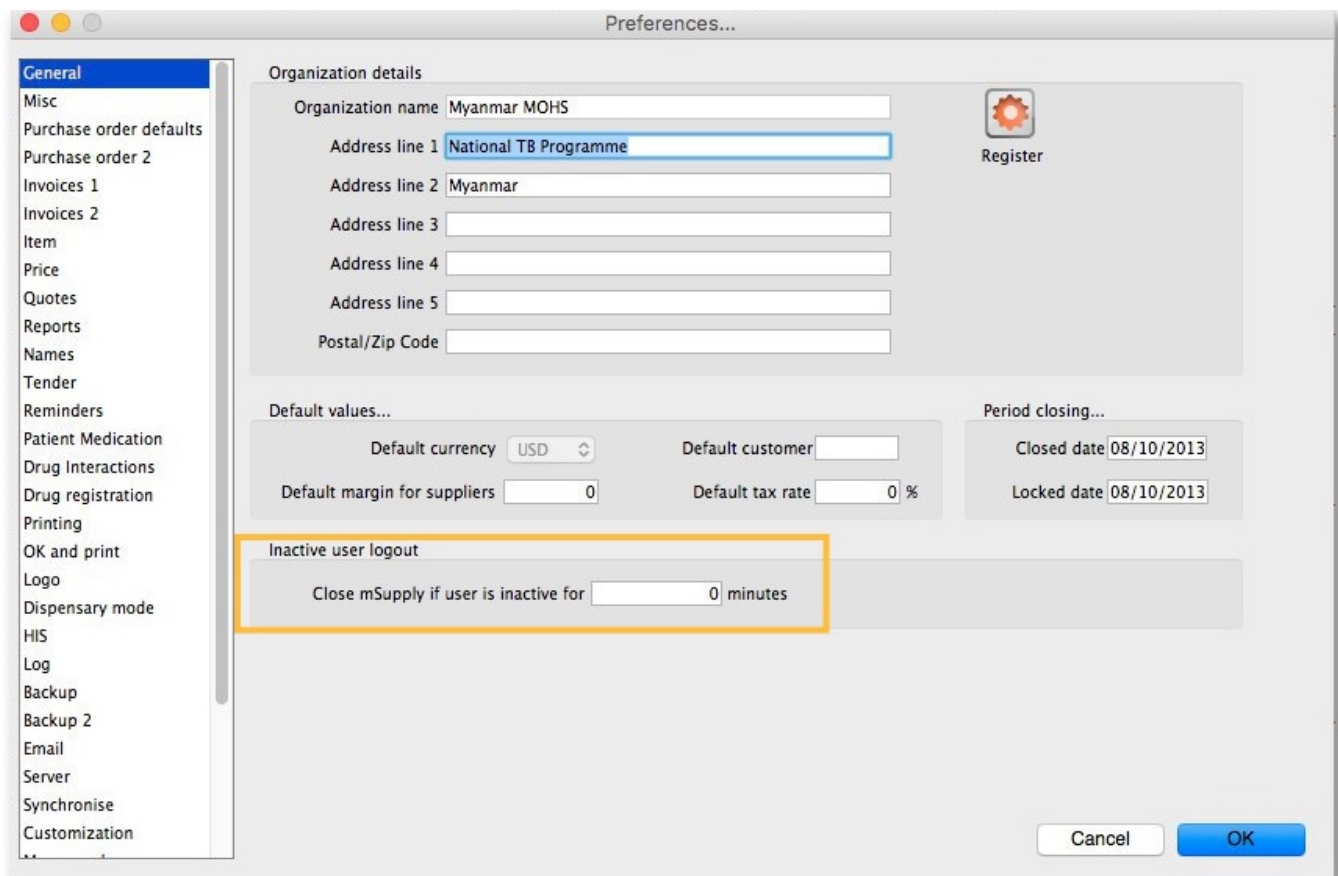 Preferences...
General
Misc
Purchase order defaults
Purchase order 2
Invoices 1
Invoices 2
Item
Price
Quotes
Reports
Names
Tender
Reminders
Patient Medication
Drug Interactions
Drug registration
Printing
OK and print
Logo
Dispensary mode
HIS
Log
Backup
Backup 2
Email
Server
Synchronise
Customization
Organization details
Organization name Myanmar MOHS
Address line 1 National TB Programme
Address line 2 Myanmar
Address line 3
Address line 4
Address line 5
Postal/Zip Code
Register
Default values...
Default currency USD Default customer
Default margin for suppliers 0 Default tax rate 0 %
Period closing...
Closed date 08/10/2013
Locked date 08/10/2013
Inactive user logout
Close mSupply if user is inactive for 0 minutes
Cancel OK